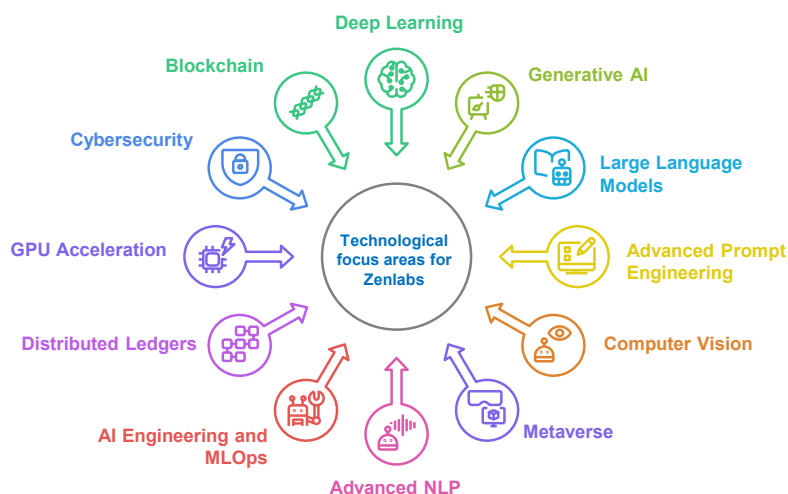 Deep Learning
Blockchain
Generative AI
Cybersecurity
Large Language
Models
GPU Acceleration
Technological
focus areas for
Zenlabs
Advanced Prompt
Engineering
Distributed Ledgers
Computer Vision
AI Engineering and
MLOps
Metaverse
Advanced NLP